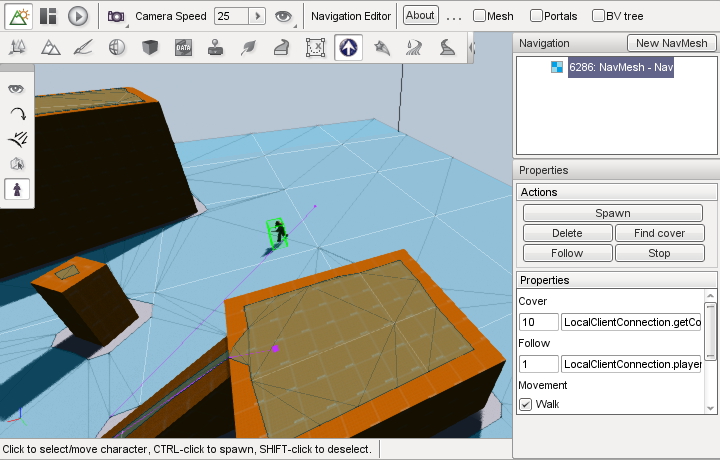 Camera Speed 25 Navigation Editor About ... Mesh Portals BV tree
DATA
Navigation New NavMesh
6286: NavMesh - Nav
Properties
Actions
Spawn
Delete Find cover
Follow Stop
Properties
Cover
10 LocalClientConnection.getCo
Follow
1 LocalClientConnection.player
Movement
Walk
Click to select/move character, CTRL-click to spawn, SHIFT-click to deselect.